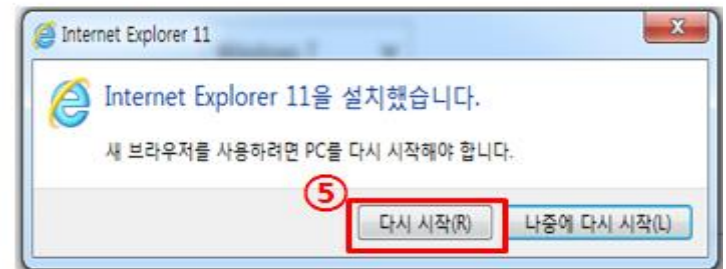 Internet Explorer 11
Internet Explorer 11을 설치했습니다.
새 브라우저를 사용하려면 PC를 다시 시작해야 합니다.
⑤
다시 시작(R)
나중에 다시 시작(L)